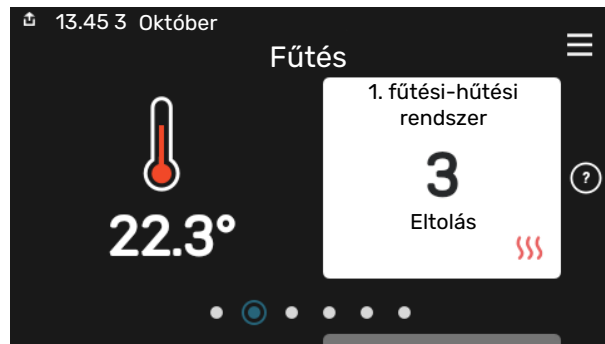 13.45 3 Október
Fűtés
1. fűtési-hűtési
rendszer
3
Eltolás
22.3°
?